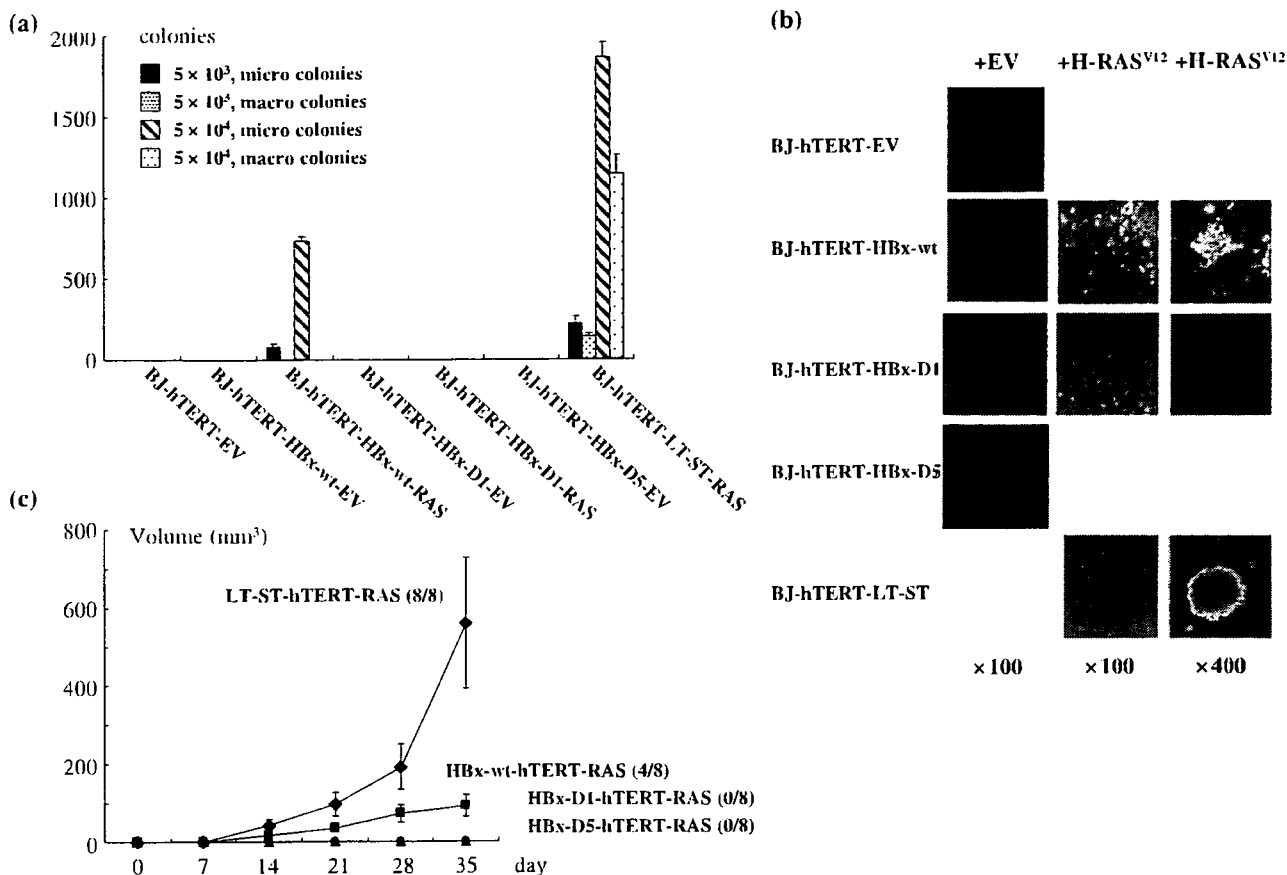 (a)
colonies
2000
1500
1000
500
0
5 × 10³, micro colonies
5 × 10³, macro colonies
5 × 10⁴, micro colonies
5 × 10⁴, macro colonies
BJ-hTERT-EV
BJ-hTERT-HBx-wt-EV
BJ-hTERT-HBx-wt-RAS
BJ-hTERT-HBx-D1-EV
BJ-hTERT-HBx-D1-RAS
BJ-hTERT-HBx-D5-EV
BJ-hTERT-LT-ST-RAS
(b)
+EV +H-RASⱽ¹² +H-RASⱽ¹²
BJ-hTERT-EV
BJ-hTERT-HBx-wt
BJ-hTERT-HBx-D1
BJ-hTERT-HBx-D5
BJ-hTERT-LT-ST
×100 ×100 ×400
(c)
Volume (mm³)
800
600
400
200
0
LT-ST-hTERT-RAS (8/8)
HBx-wt-hTERT-RAS (4/8)
HBx-D1-hTERT-RAS (0/8)
HBx-D5-hTERT-RAS (0/8)
0 7 14 21 28 35 day